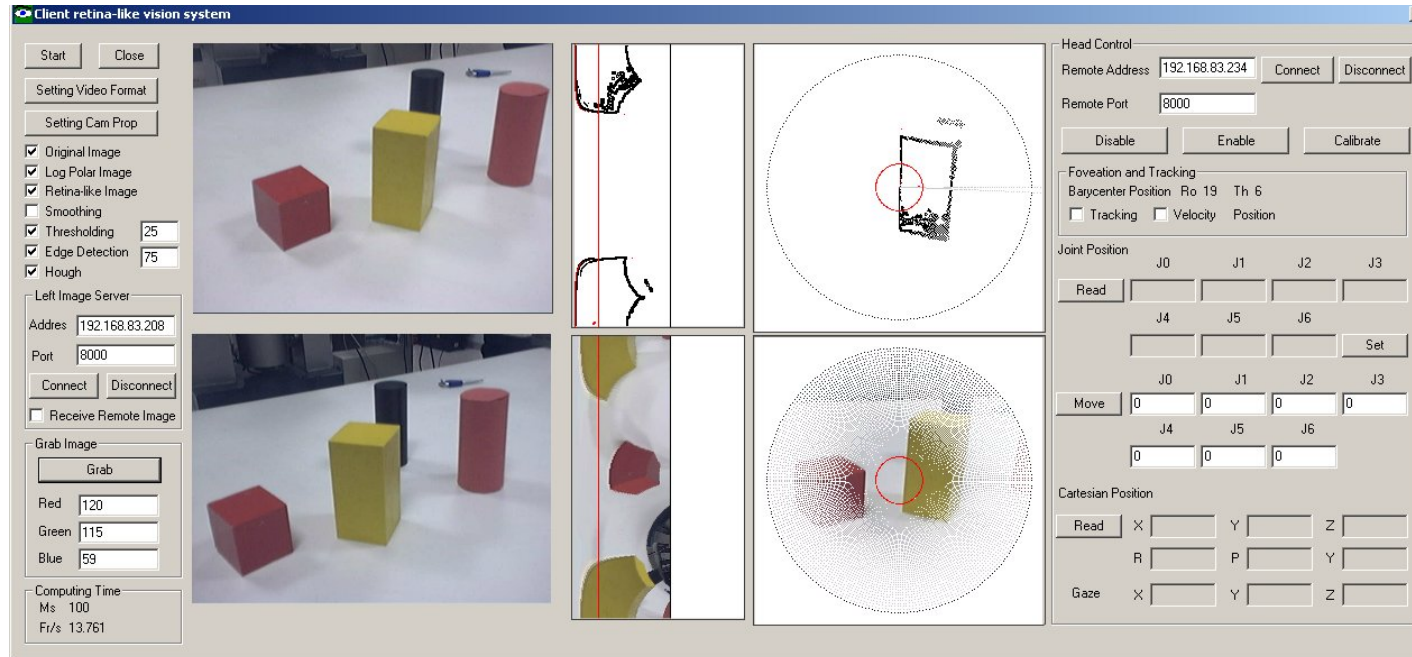 Client retina-like vision system
Start Close
Setting Video Format
Setting Cam Prop
Original Image
Log Polar Image
Retina-like Image
Smoothing
Thresholding 25
Edge Detection 75
Hough
Left Image Server
Addres 192.168.83.208
Port 8000
Connect Disconnect
Receive Remote Image
Grab Image
Grab
Red 120
Green 115
Blue 59
Computing Time
Ms 100
Fr/s 13.761
Head Control
Remote Address 192.168.83.234 Connect Disconnect
Remote Port 8000
Disable Enable Calibrate
Foveation and Tracking
Barycenter Position Ro 19 Th 6
Tracking Velocity Position
Joint Position
J0 J1 J2 J3
Read
J4 J5 J6
Set
J0 J1 J2 J3
Move 0 0 0 0
J4 J5 J6
0 0 0
Cartesian Position
Read X Y Z
R P Y
Gaze X Y Z